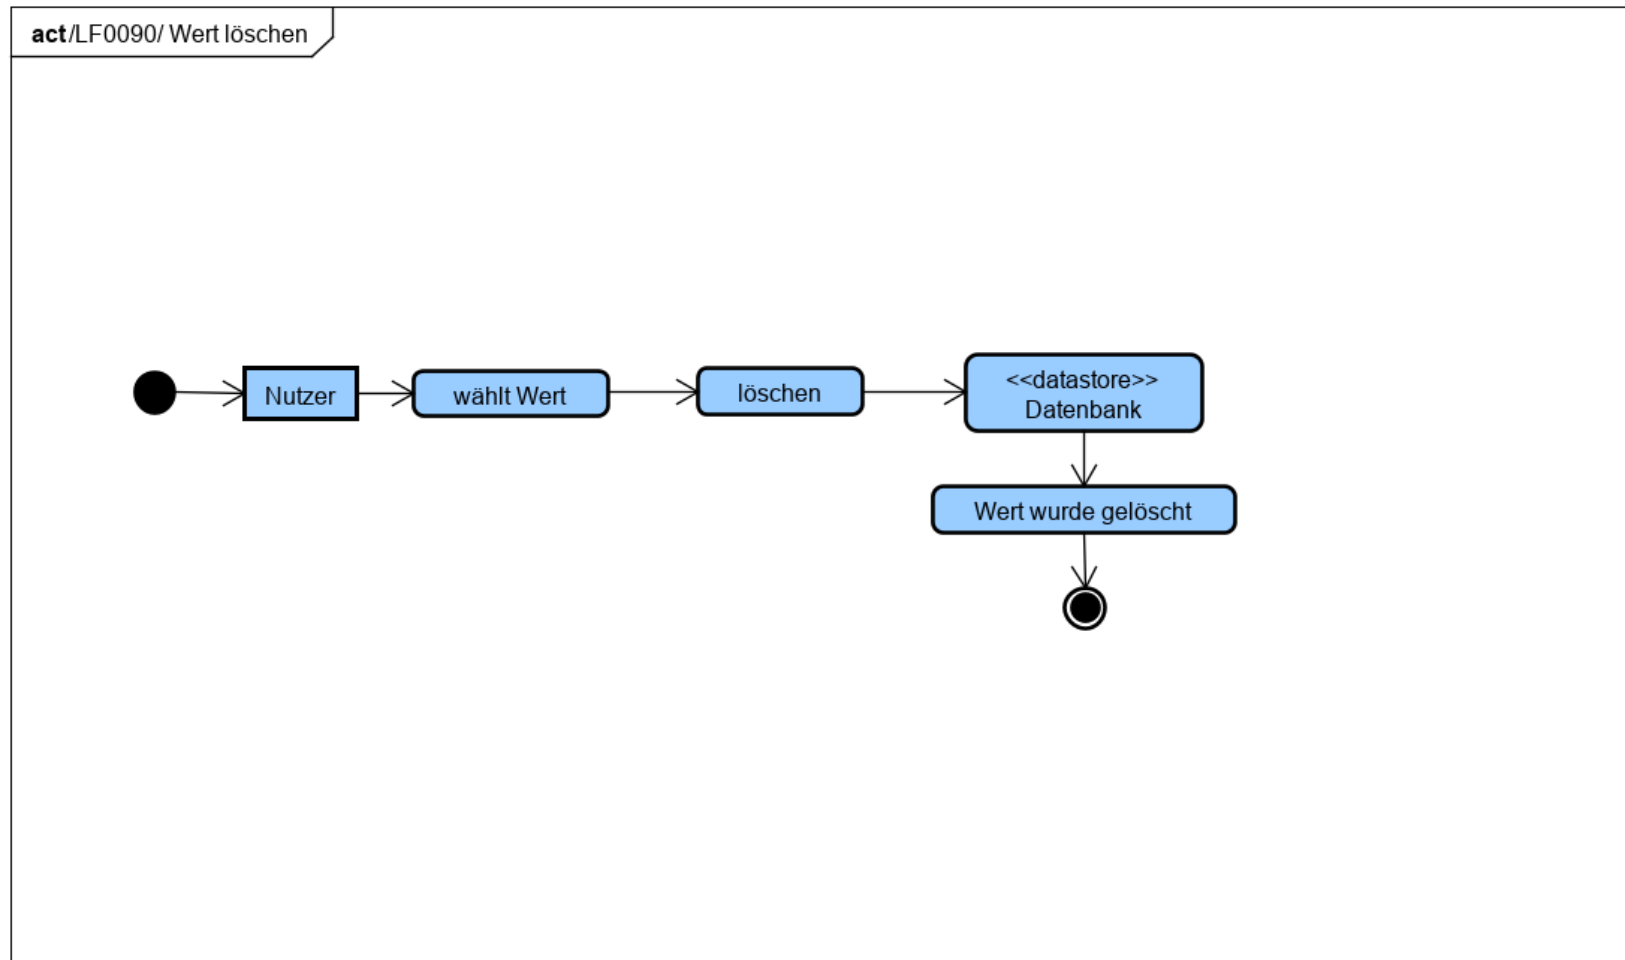 act /LF0090/ Wert löschen
Nutzer
wählt Wert
löschen
<<datastore>>
Datenbank
Wert wurde gelöscht